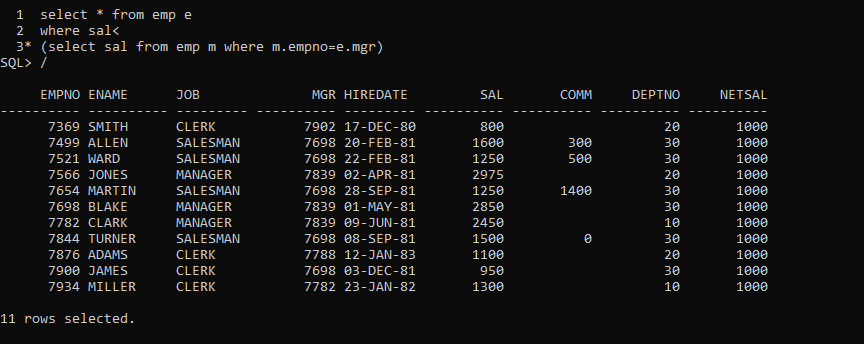 1  select * from emp e
  2  where sal<
  3* (select sal from emp m where m.empno=e.mgr)
SQL> /
     EMPNO ENAME      JOB              MGR HIREDATE         SAL       COMM     DEPTNO     NETSAL
---------- ---------- --------- ---------- --------- ---------- ---------- ---------- ----------
      7369 SMITH      CLERK           7902 17-DEC-80        800                    20       1000
      7499 ALLEN      SALESMAN        7698 20-FEB-81       1600        300         30       1000
      7521 WARD       SALESMAN        7698 22-FEB-81       1250        500         30       1000
      7566 JONES      MANAGER         7839 02-APR-81       2975                    20       1000
      7654 MARTIN     SALESMAN        7698 28-SEP-81       1250       1400         30       1000
      7698 BLAKE      MANAGER         7839 01-MAY-81       2850                    30       1000
      7782 CLARK      MANAGER         7839 09-JUN-81       2450                    10       1000
      7844 TURNER     SALESMAN        7698 08-SEP-81       1500          0         30       1000
      7876 ADAMS      CLERK           7788 12-JAN-83       1100                    20       1000
      7900 JAMES      CLERK           7698 03-DEC-81        950                    30       1000
      7934 MILLER     CLERK           7782 23-JAN-82       1300                    10       1000
11 rows selected.